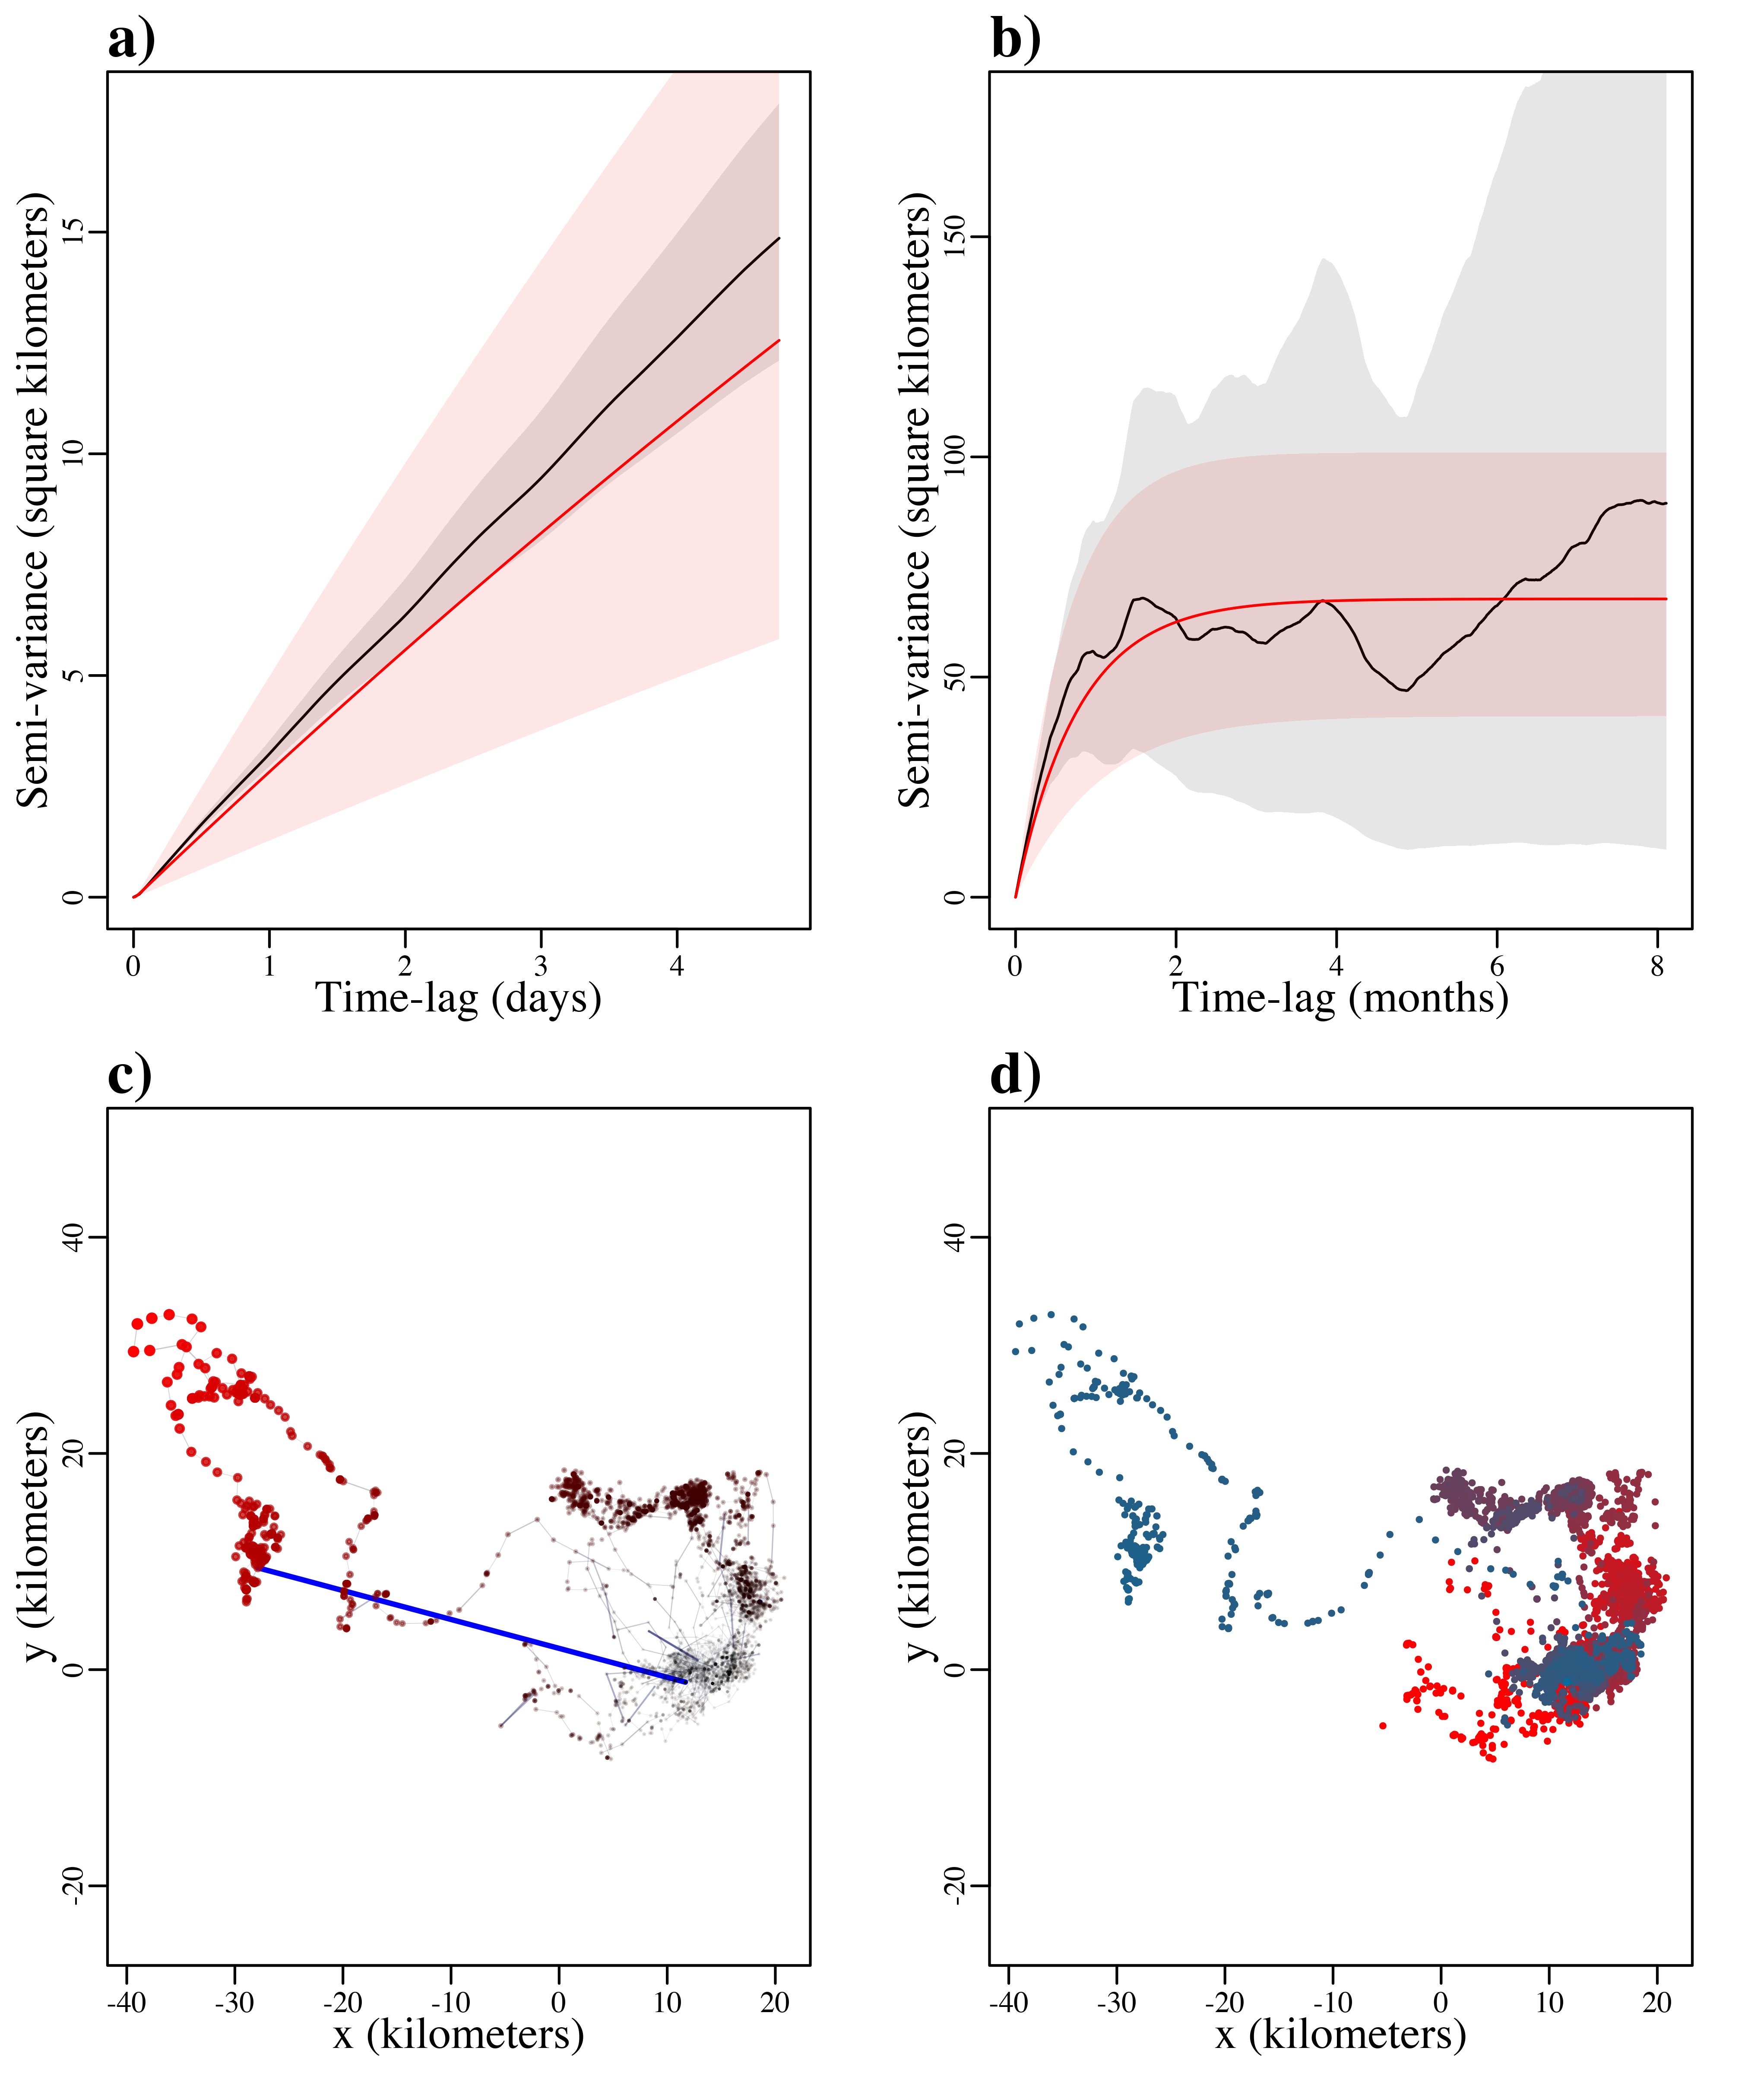 a)
Semi-variance (square kilometers)
15
10
5
0
0 1 2 3 4
Time-lag (days)
b)
Semi-variance (square kilometers)
150
100
50
0
0 2 4 6 8
Time-lag (months)
c)
y (kilometers)
40
20
0
-20
-40 -30 -20 -10 0 10 20
x (kilometers)
d)
y (kilometers)
40
20
0
-20
-40 -30 -20 -10 0 10 20
x (kilometers)